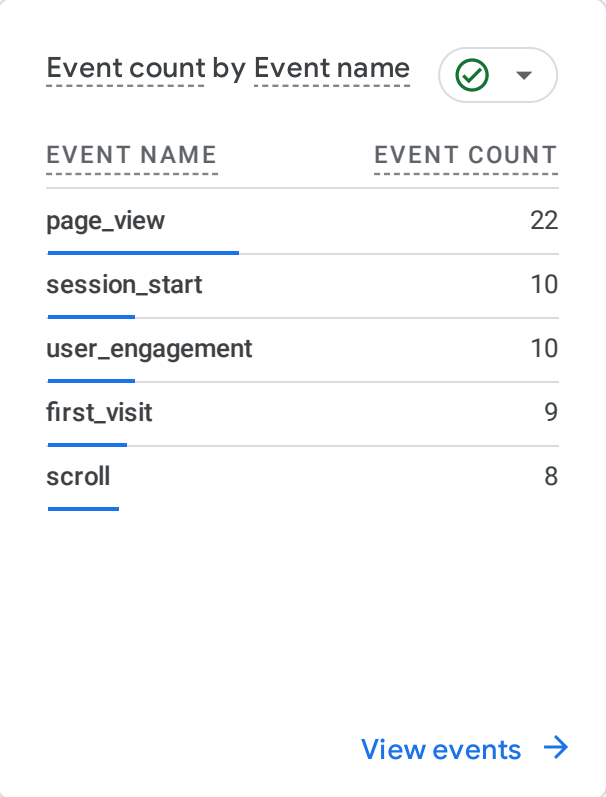 Event count by Event name
EVENT NAME EVENT COUNT
page_view 22
session_start 10
user_engagement 10
first_visit 9
scroll 8
View events